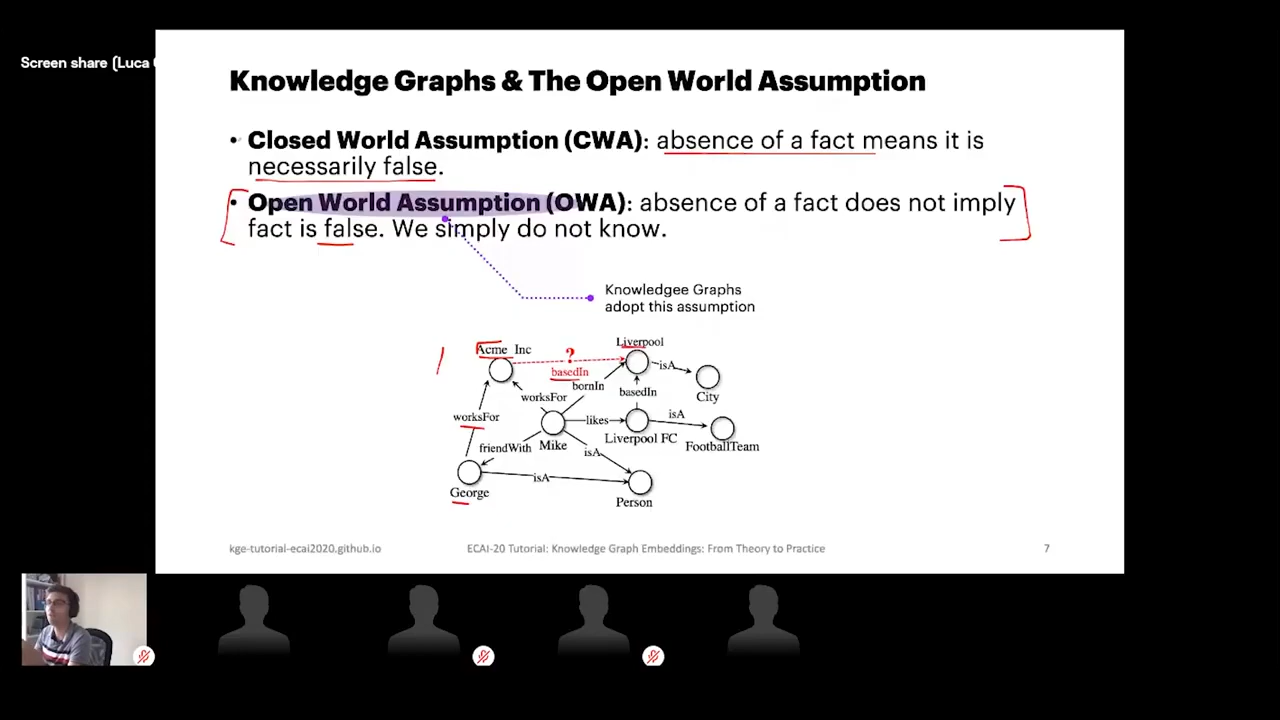 Screen share (Luca
Knowledge Graphs & The Open World Assumption
• Closed World Assumption (CWA): absence of a fact means it is
necessarily false.
• Open World Assumption (OWA): absence of a fact does not imply
fact is false. We simply do not know.
Knowledgee Graphs
adopt this assumption
Acme Inc
?
basedIn
Liverpool
isA
City
bornIn
basedIn
worksFor
worksFor
likes
isA
Mike
Liverpool FC
FootballTeam
friendWith
isA
isA
George
Person
kge-tutorial-ecai2020.github.io
ECAI-20 Tutorial: Knowledge Graph Embeddings: From Theory to Practice
7